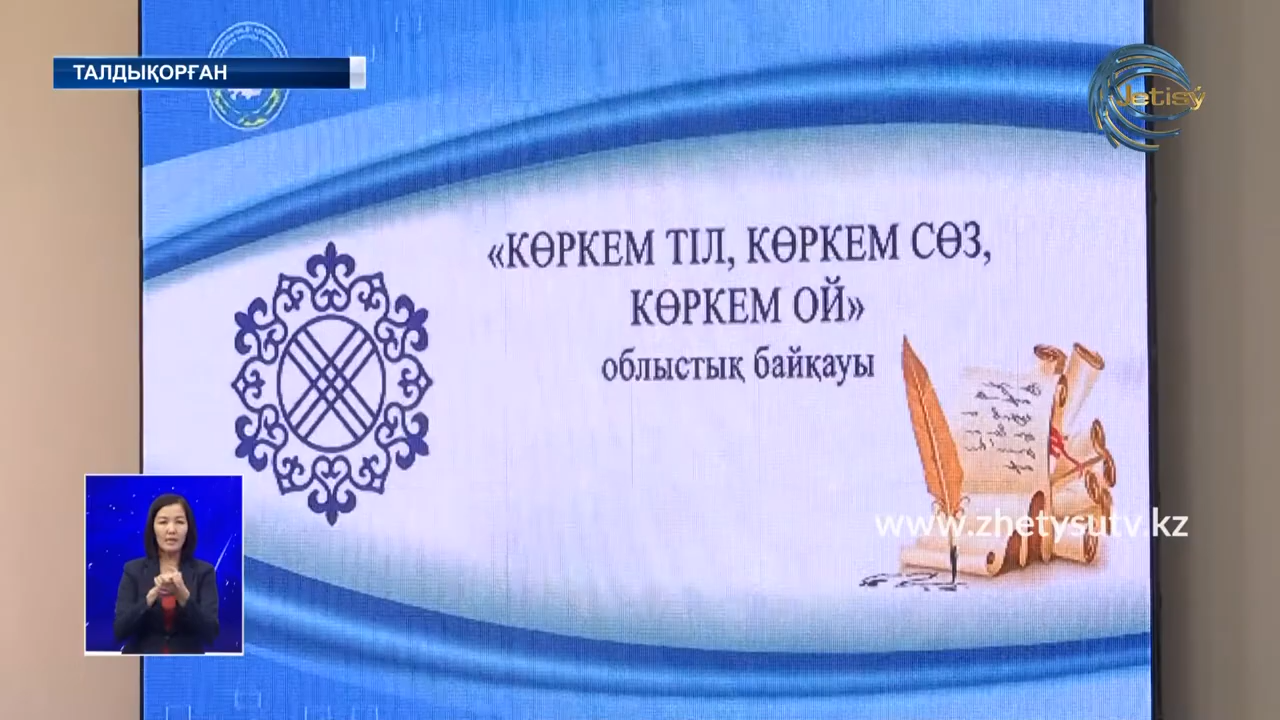 ТАЛДЫҚОРҒАН
Jetisý
«КӨРКЕМ ТІЛ, КӨРКЕМ СӨЗ,
КӨРКЕМ ОЙ»
облыстық байқауы
www.zhetysutv.kz